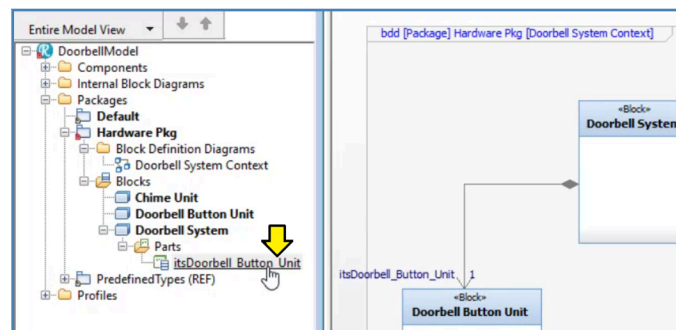 Entire Model View
DoorbellModel
Components
Internal Block Diagrams
Packages
Default
Hardware Pkg
Block Definition Diagrams
Doorbell System Context
Blocks
Chime Unit
Doorbell Button Unit
Doorbell System
Parts
itsDoorbell_Button_Unit
PredefinedTypes (REF)
Profiles
bdd [Package] Hardware Pkg [Doorbell System Context]
«Block»
Doorbell System
itsDoorbell_Button_Unit 1
«Block»
Doorbell Button Unit